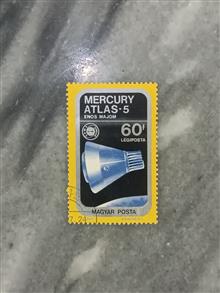 MERCURY
ATLAS-5
ENOS MAJOM
60f
LÉGIPOSTA
MAGYAR POSTA